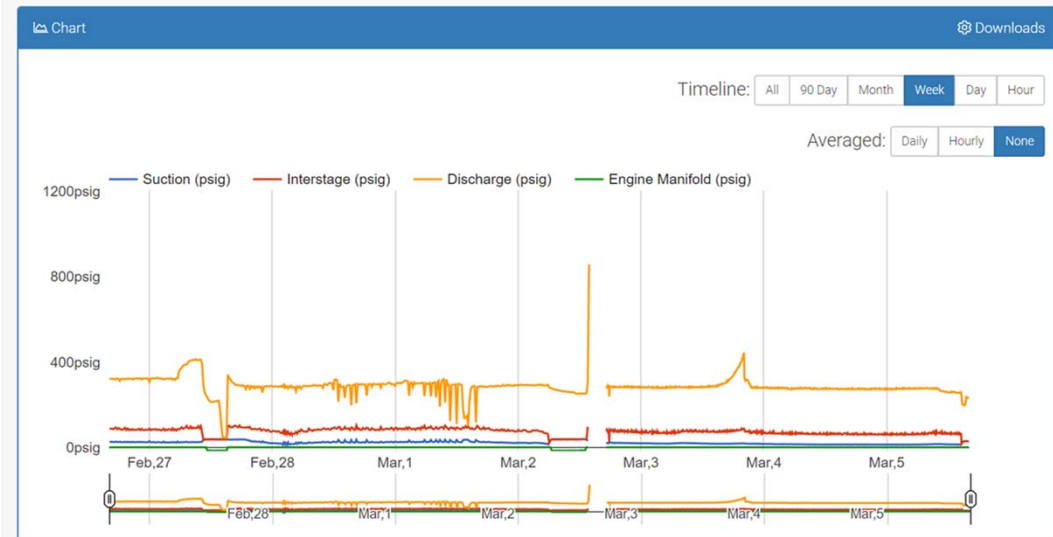 Chart
Downloads
Timeline: All 90 Day Month Week Day Hour
Averaged: Daily Hourly None
Suction (psig) Interstage (psig) Discharge (psig) Engine Manifold (psig)
1200psig
800psig
400psig
0psig
Feb,27 Feb,28 Mar,1 Mar,2 Mar,3 Mar,4 Mar,5
Feb,28 Mar,1 Mar,2 Mar,3 Mar,4 Mar,5